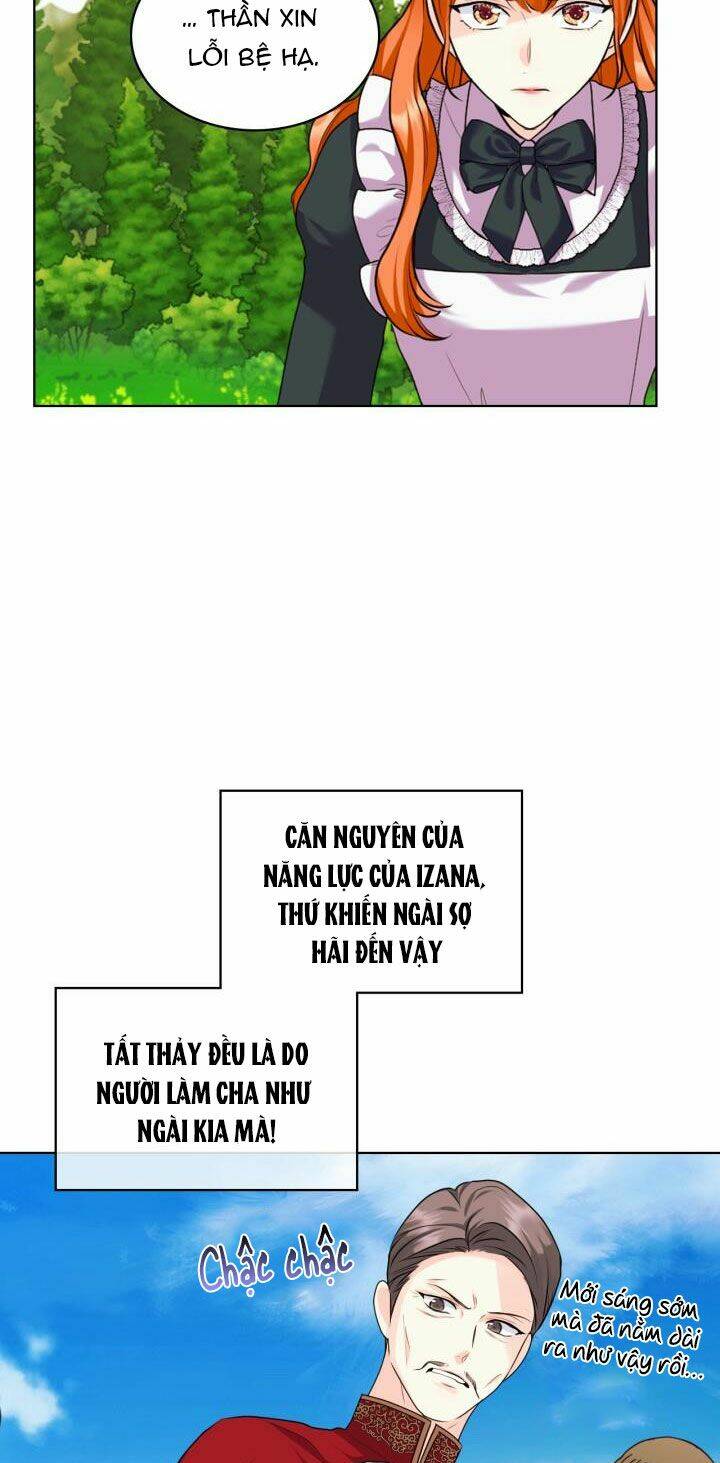 ... THẦN XIN
LỖI BỆ HẠ.
CĂN NGUYÊN CỦA
NĂNG LỰC CỦA IZANA,
THỨ KHIẾN NGÀI SỢ
HÃI ĐẾN VẬY
TẤT THẢY ĐỀU LÀ DO
NGƯỜI LÀM CHA NHƯ
NGÀI KIA MÀ!
Chậc chậc
Mới sáng sớm
mà đã nằm dài
ra như vậy rồi...